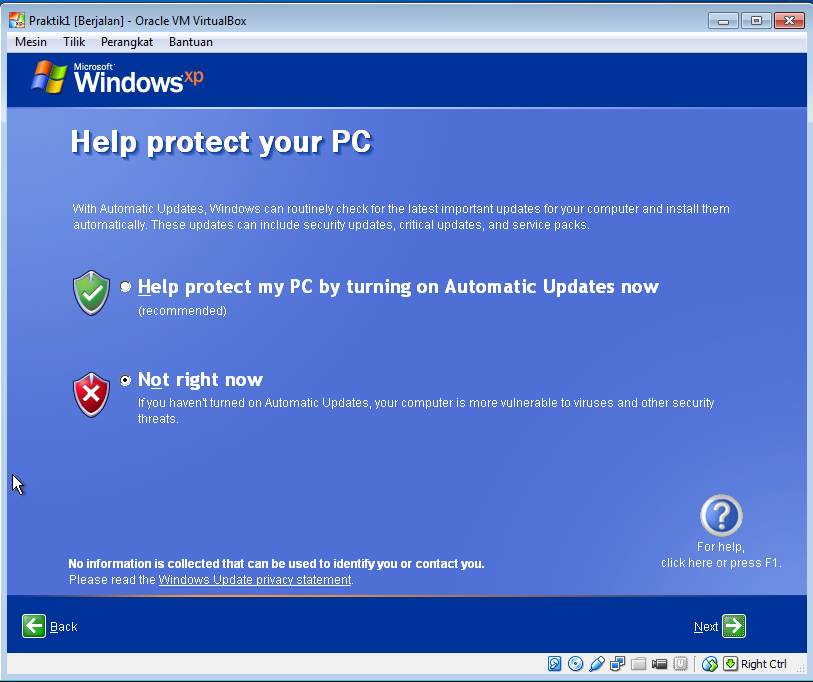 Praktik1 [Berjalan] - Oracle VM VirtualBox
Mesin Tilik Perangkat Bantuan
Microsoft
Windows xp
Help protect your PC
With Automatic Updates, Windows can routinely check for the latest important updates for your computer and install them
automatically. These updates can include security updates, critical updates, and service packs.
Help protect my PC by turning on Automatic Updates now
(recommended)
Not right now
If you haven't turned on Automatic Updates, your computer is more vulnerable to viruses and other security
threats.
For help,
click here or press F1.
No information is collected that can be used to identify you or contact you.
Please read the Windows Update privacy statement.
Back
Next
Right Ctrl